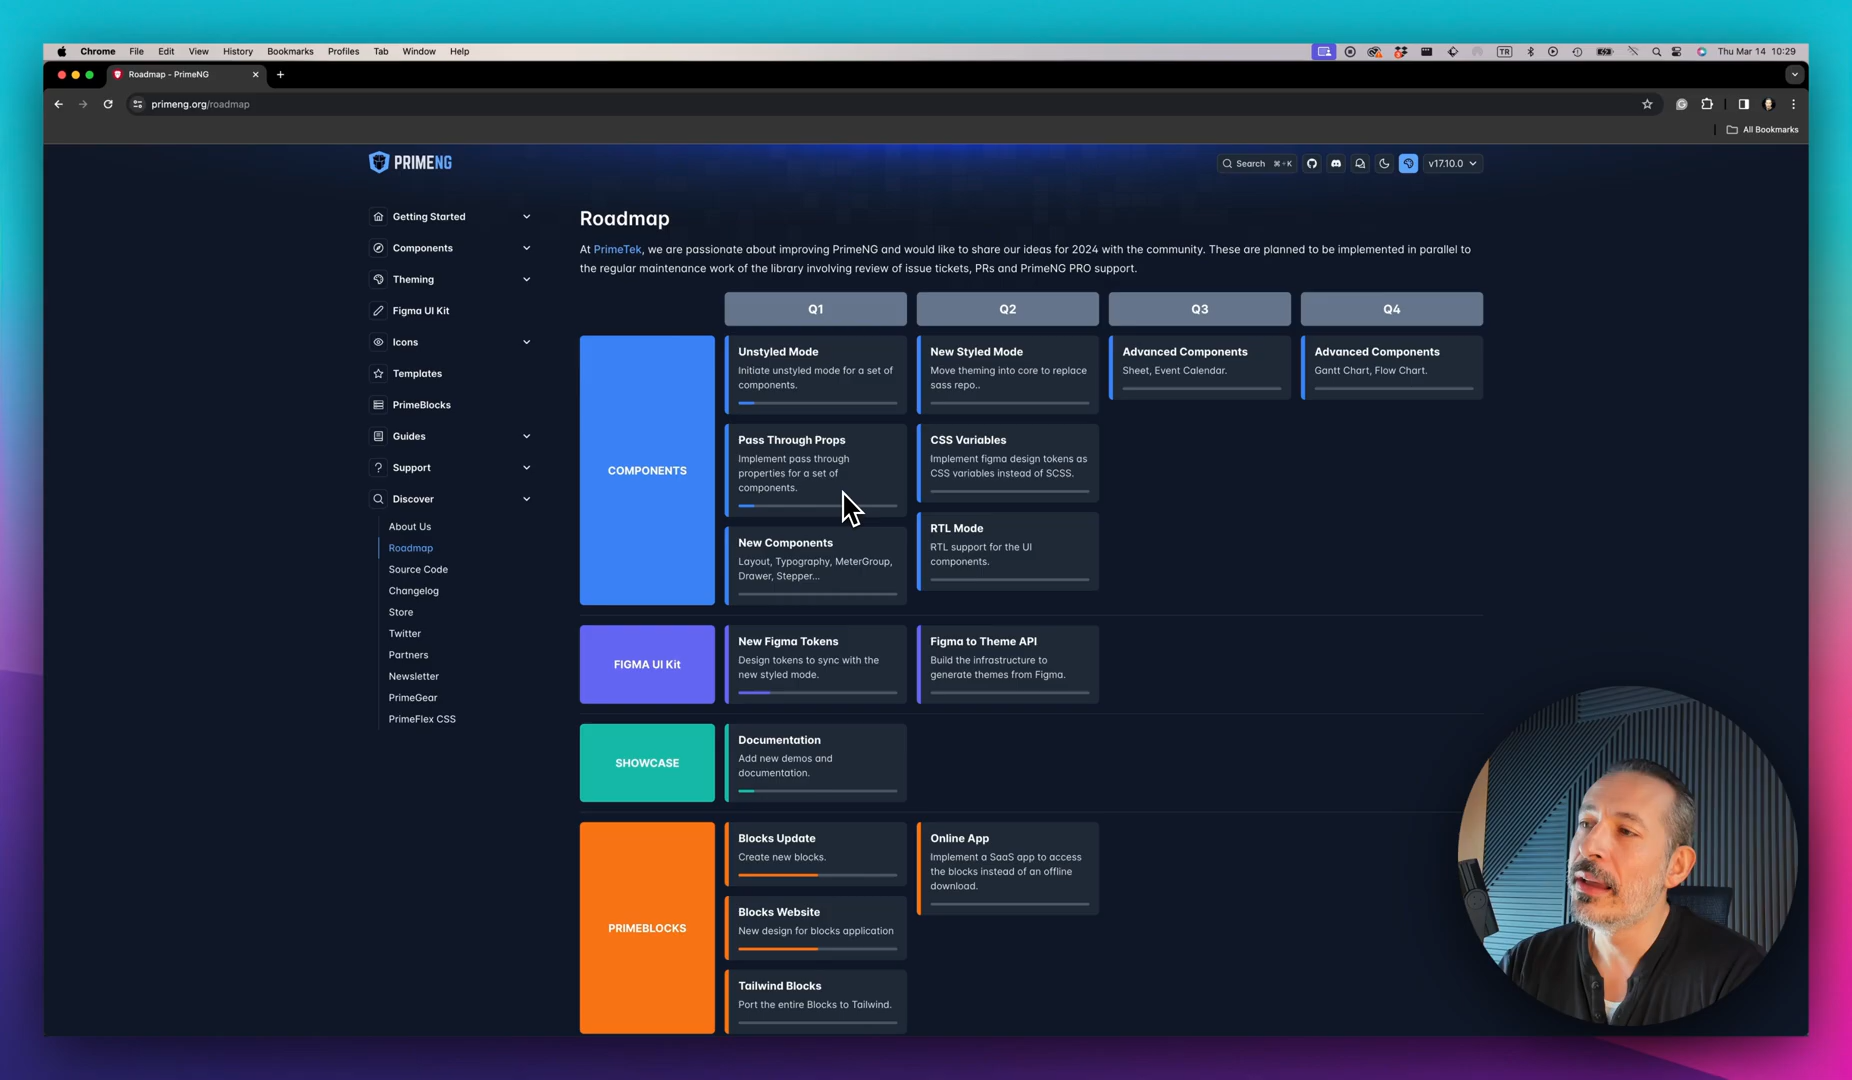 Chrome File Edit View History Bookmarks Profiles Tab Window Help
TR
Thu Mar 14 10:29
Roadmap - PrimeNG
primeng.org/roadmap
All Bookmarks
PRIMENG
Search ⌘+K
v17.10.0
Getting Started
Components
Theming
Figma UI Kit
Icons
Templates
PrimeBlocks
Guides
Support
Discover
About Us
Roadmap
Source Code
Changelog
Store
Twitter
Partners
Newsletter
PrimeGear
PrimeFlex CSS
Roadmap
At PrimeTek, we are passionate about improving PrimeNG and would like to share our ideas for 2024 with the community. These are planned to be implemented in parallel to
the regular maintenance work of the library involving review of issue tickets, PRs and PrimeNG PRO support.
Q1
Q2
Q3
Q4
COMPONENTS
Unstyled Mode
Initiate unstyled mode for a set of
components.
Pass Through Props
Implement pass through
properties for a set of
components.
New Components
Layout, Typography, MeterGroup,
Drawer, Stepper...
New Styled Mode
Move theming into core to replace
sass repo..
CSS Variables
Implement figma design tokens as
CSS variables instead of SCSS.
RTL Mode
RTL support for the UI
components.
Advanced Components
Sheet, Event Calendar.
Advanced Components
Gantt Chart, Flow Chart.
FIGMA UI Kit
New Figma Tokens
Design tokens to sync with the
new styled mode.
Figma to Theme API
Build the infrastructure to
generate themes from Figma.
SHOWCASE
Documentation
Add new demos and
documentation.
PRIMEBLOCKS
Blocks Update
Create new blocks.
Blocks Website
New design for blocks application
Tailwind Blocks
Port the entire Blocks to Tailwind.
Online App
Implement a SaaS app to access
the blocks instead of an offline
download.